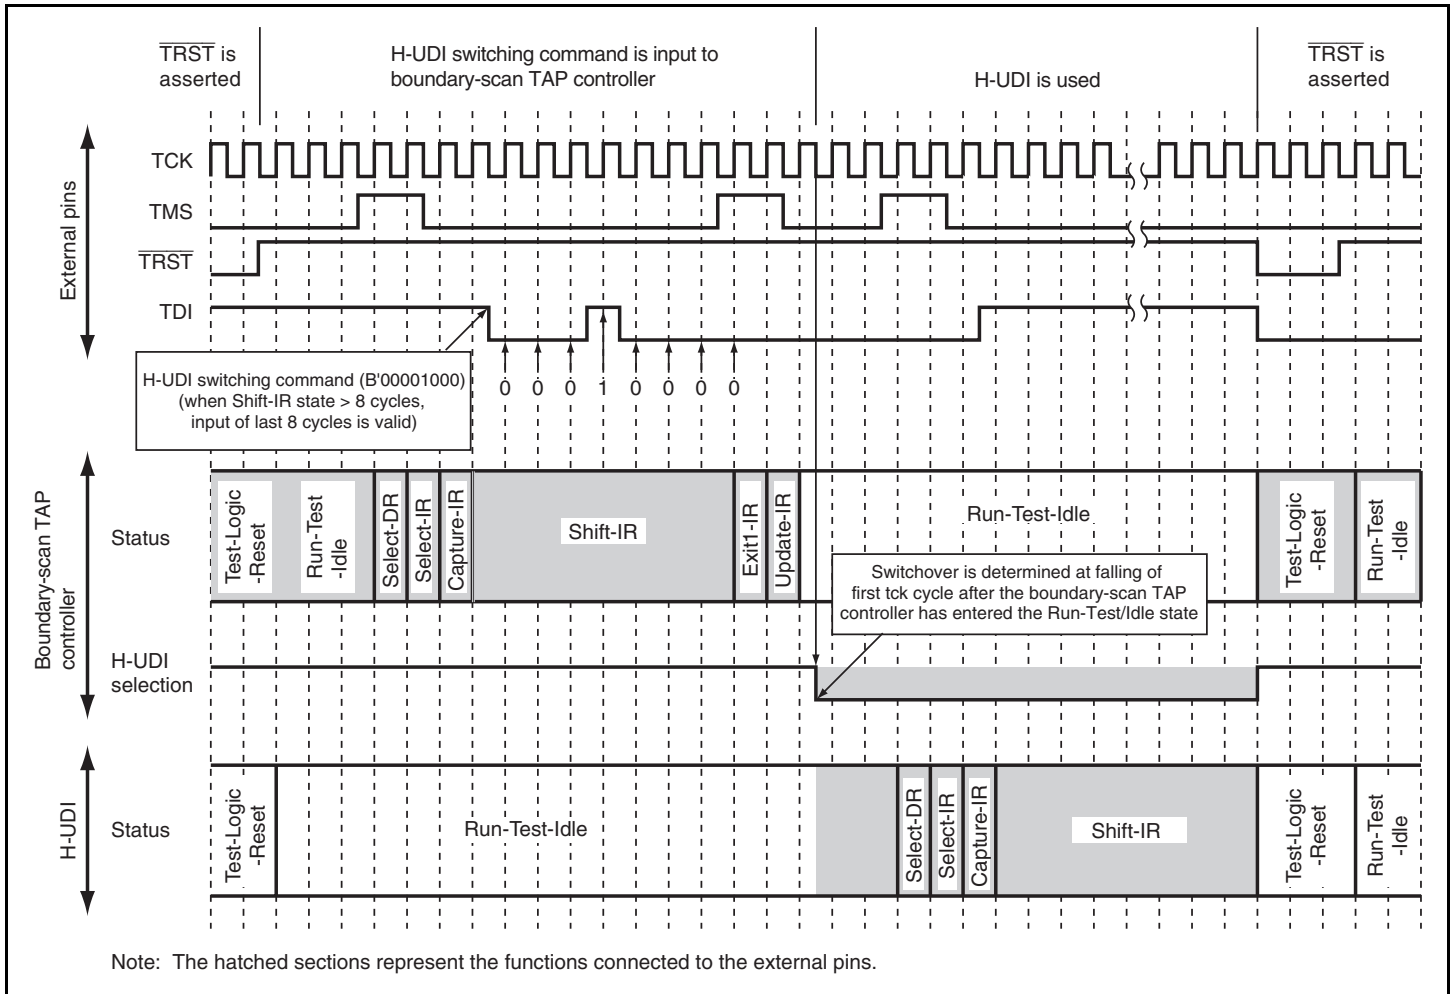 TRST is
asserted
H-UDI switching command is input to
boundary-scan TAP controller
H-UDI is used
TRST is
asserted
External pins
TCK
TMS
TRST
TDI
H-UDI switching command (B'00001000)
(when Shift-IR state > 8 cycles,
input of last 8 cycles is valid)
0 0 0 1 0 0 0 0
Boundary-scan TAP
controller
Status
Test-Logic
-Reset
Run-Test
-Idle
Select-DR
Select-IR
Capture-IR
Shift-IR
Exit1-IR
Update-IR
Run-Test-Idle
Test-Logic
-Reset
Run-Test
-Idle
Switchover is determined at falling of
first tck cycle after the boundary-scan TAP
controller has entered the Run-Test/Idle state
H-UDI
selection
H-UDI
Status
Test-Logic
-Reset
Run-Test-Idle
Select-DR
Select-IR
Capture-IR
Shift-IR
Test-Logic
-Reset
Run-Test
-Idle
Note: The hatched sections represent the functions connected to the external pins.